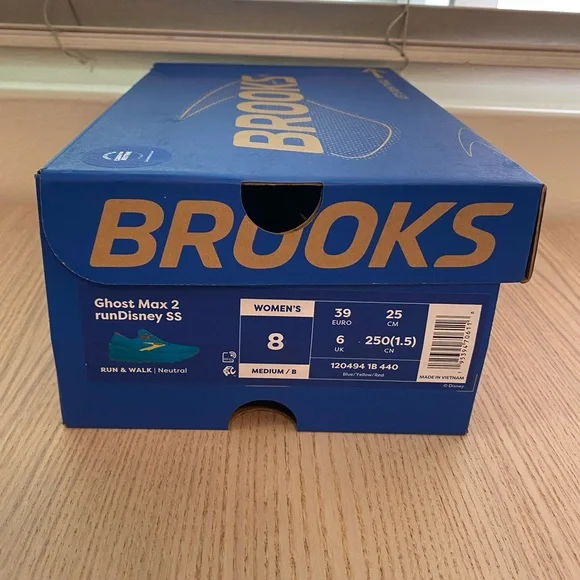 BROOKS
BROOKS
Ghost Max 2
runDisney SS
RUN & WALK | Neutral
WOMEN'S
8
MEDIUM / B
39
EURO
25
CM
6
UK
250(1.5)
CN
120494 1B 440
Blue/Yellow/Red
MADE IN VIETNAM
© Disney